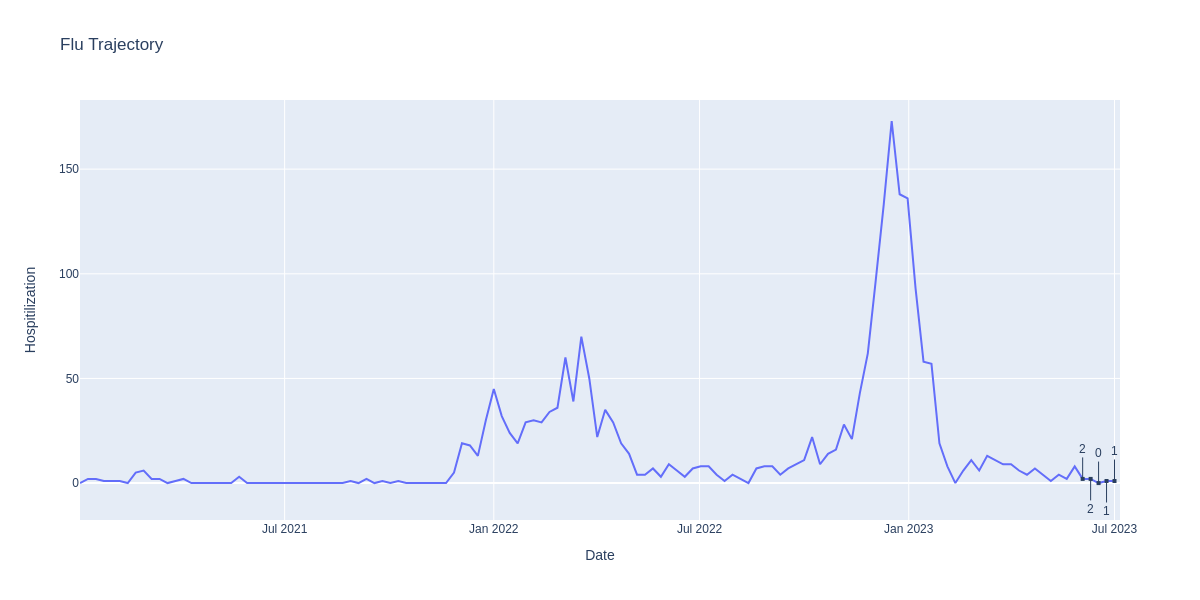 Flu Trajectory
Hospitilization
150
100
50
0
2
0
1
2
1
Jul 2021
Jan 2022
Jul 2022
Jan 2023
Jul 2023
Date